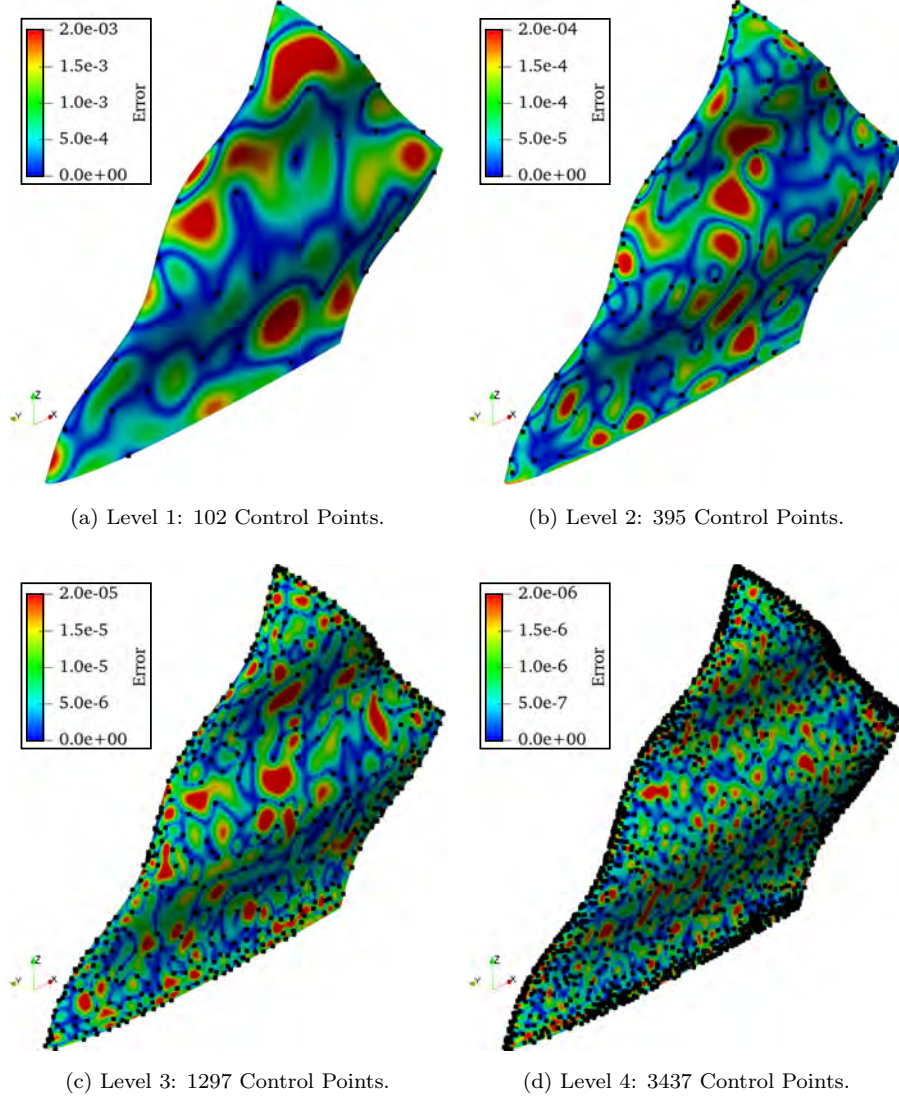 2.0e-03
1.5e-3
1.0e-3
5.0e-4
0.0e+00
Error
Z
Y
X
(a) Level 1: 102 Control Points.
2.0e-04
1.5e-4
1.0e-4
5.0e-5
0.0e+00
Error
Z
Y
X
(b) Level 2: 395 Control Points.
2.0e-05
1.5e-5
1.0e-5
5.0e-6
0.0e+00
Error
Z
Y
X
(c) Level 3: 1297 Control Points.
2.0e-06
1.5e-6
1.0e-6
5.0e-7
0.0e+00
Error
Z
Y
X
(d) Level 4: 3437 Control Points.